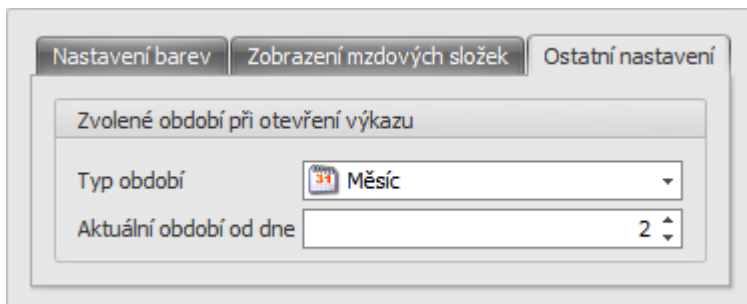 Nastavení barev Zobrazení mzdových složek Ostatní nastavení
Zvolené období při otevření výkazu
Typ období 31 Měsíc
Aktuální období od dne 2